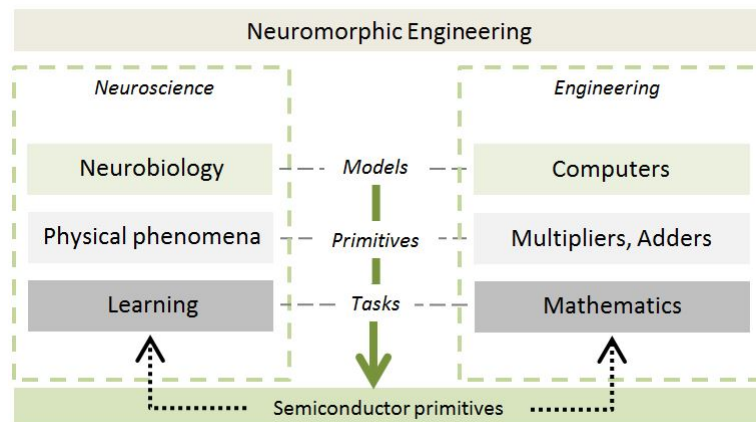 Neuromorphic Engineering
Neuroscience
Engineering
Neurobiology
Models
Computers
Physical phenomena
Primitives
Multipliers, Adders
Learning
Tasks
Mathematics
Semiconductor primitives